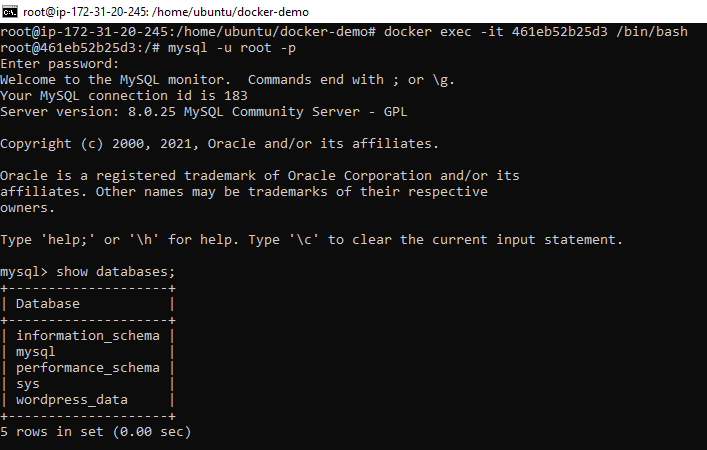 root@ip-172-31-20-245: /home/ubuntu/docker-demo
root@ip-172-31-20-245:/home/ubuntu/docker-demo# docker exec -it 461eb52b25d3 /bin/bash
root@461eb52b25d3:/# mysql -u root -p
Enter password:
Welcome to the MySQL monitor.  Commands end with ; or \g.
Your MySQL connection id is 183
Server version: 8.0.25 MySQL Community Server - GPL

Copyright (c) 2000, 2021, Oracle and/or its affiliates.

Oracle is a registered trademark of Oracle Corporation and/or its
affiliates. Other names may be trademarks of their respective
owners.

Type 'help;' or '\h' for help. Type '\c' to clear the current input statement.

mysql> show databases;
+--------------------+
| Database           |
+--------------------+
| information_schema |
| mysql              |
| performance_schema |
| sys                |
| wordpress_data     |
+--------------------+
5 rows in set (0.00 sec)